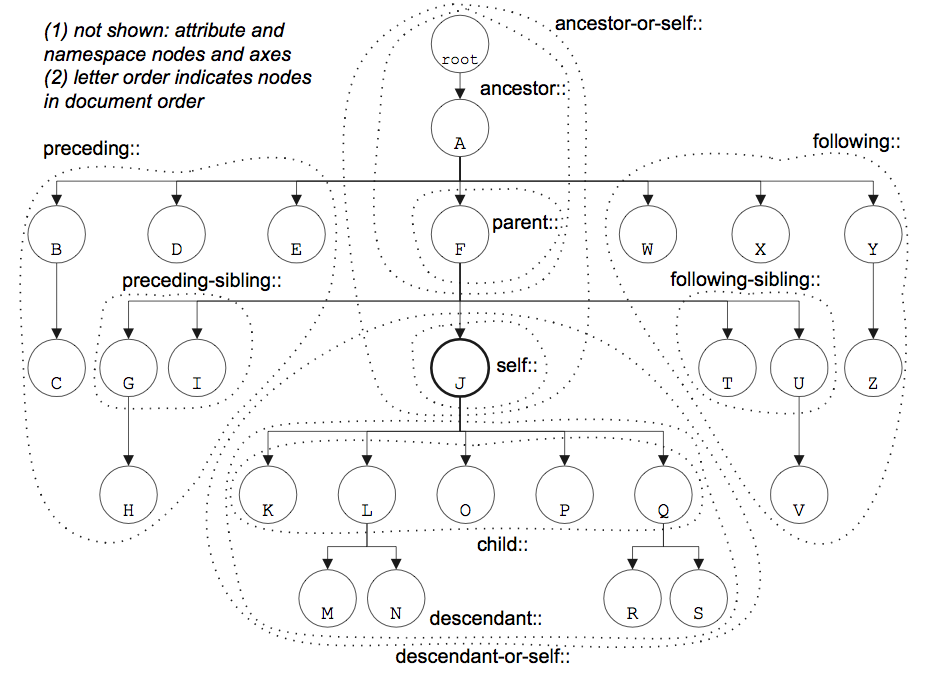 (1) not shown: attribute and
namespace nodes and axes
(2) letter order indicates nodes
in document order
ancestor-or-self::
root
ancestor::
A
preceding::
following::
B
D
E
F
parent::
W
X
Y
preceding-sibling::
following-sibling::
C
G
I
J
self::
T
U
Z
H
K
L
O
P
Q
V
child::
M
N
descendant::
R
S
descendant-or-self::